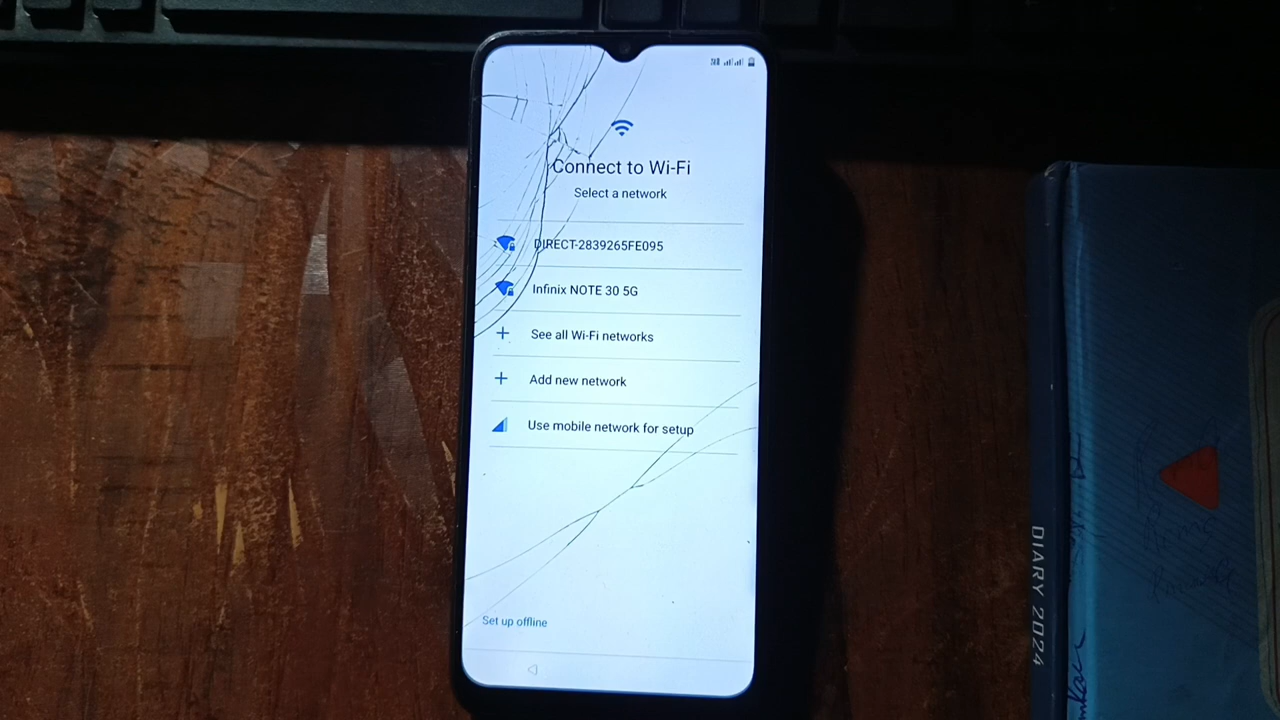 Connect to Wi-Fi
Select a network
DIRECT-2839265FE095
Infinix NOTE 30 5G
See all Wi-Fi networks
Add new network
Use mobile network for setup
Set up offline
DIARY 2024